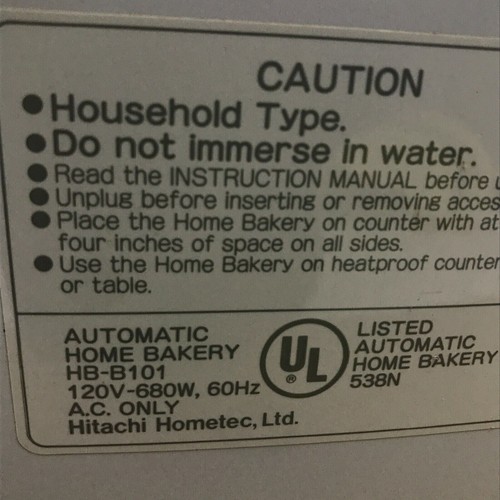 CAUTION
●Household Type.
●Do not immerse in water.
●Read the INSTRUCTION MANUAL before
●Unplug before inserting or removing
●Place the Home Bakery on counter with at
four inches of space on all sides.
●Use the Home Bakery on heatproof
or table.
AUTOMATIC
HOME BAKERY
HB-B101
120V-680W, 60Hz
A.C. ONLY
Hitachi Hometec, Ltd.
UL
®
LISTED
AUTOMATIC
HOME BAKERY
538N